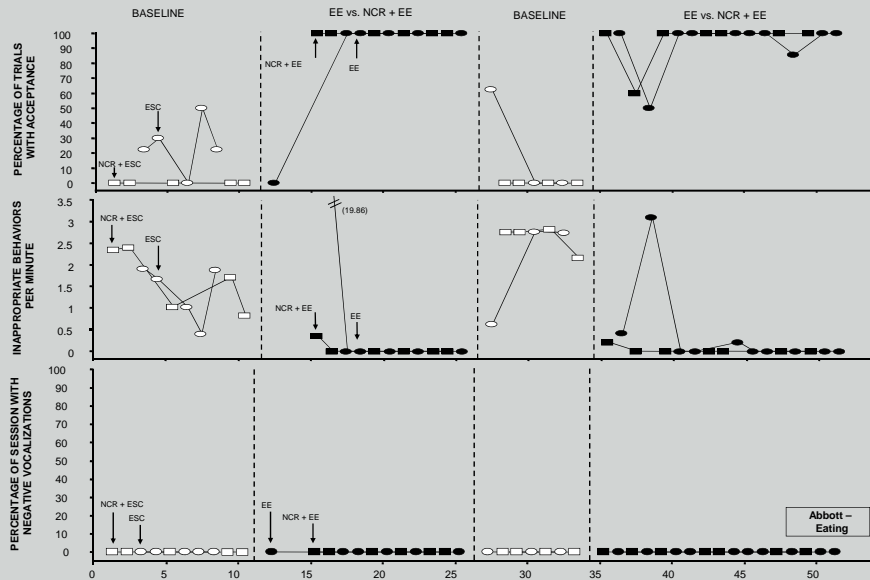 BASELINE
EE vs. NCR + EE
BASELINE
EE vs. NCR + EE
PERCENTAGE OF TRIALS
WITH ACCEPTANCE
100
90
80
70
60
50
40
30
20
10
0
ESC
NCR + ESC
NCR + EE
EE
INAPPROPRIATE BEHAVIORS
PER MINUTE
3.5
3
2.5
2
1.5
1
0.5
0
NCR + ESC
ESC
(19.86)
NCR + EE
EE
PERCENTAGE OF SESSION WITH
NEGATIVE VOCALIZATIONS
100
90
80
70
60
50
40
30
20
10
0
NCR + ESC
ESC
EE
NCR + EE
Abbott –
Eating
0 5 10 15 20 25 30 35 40 45 50